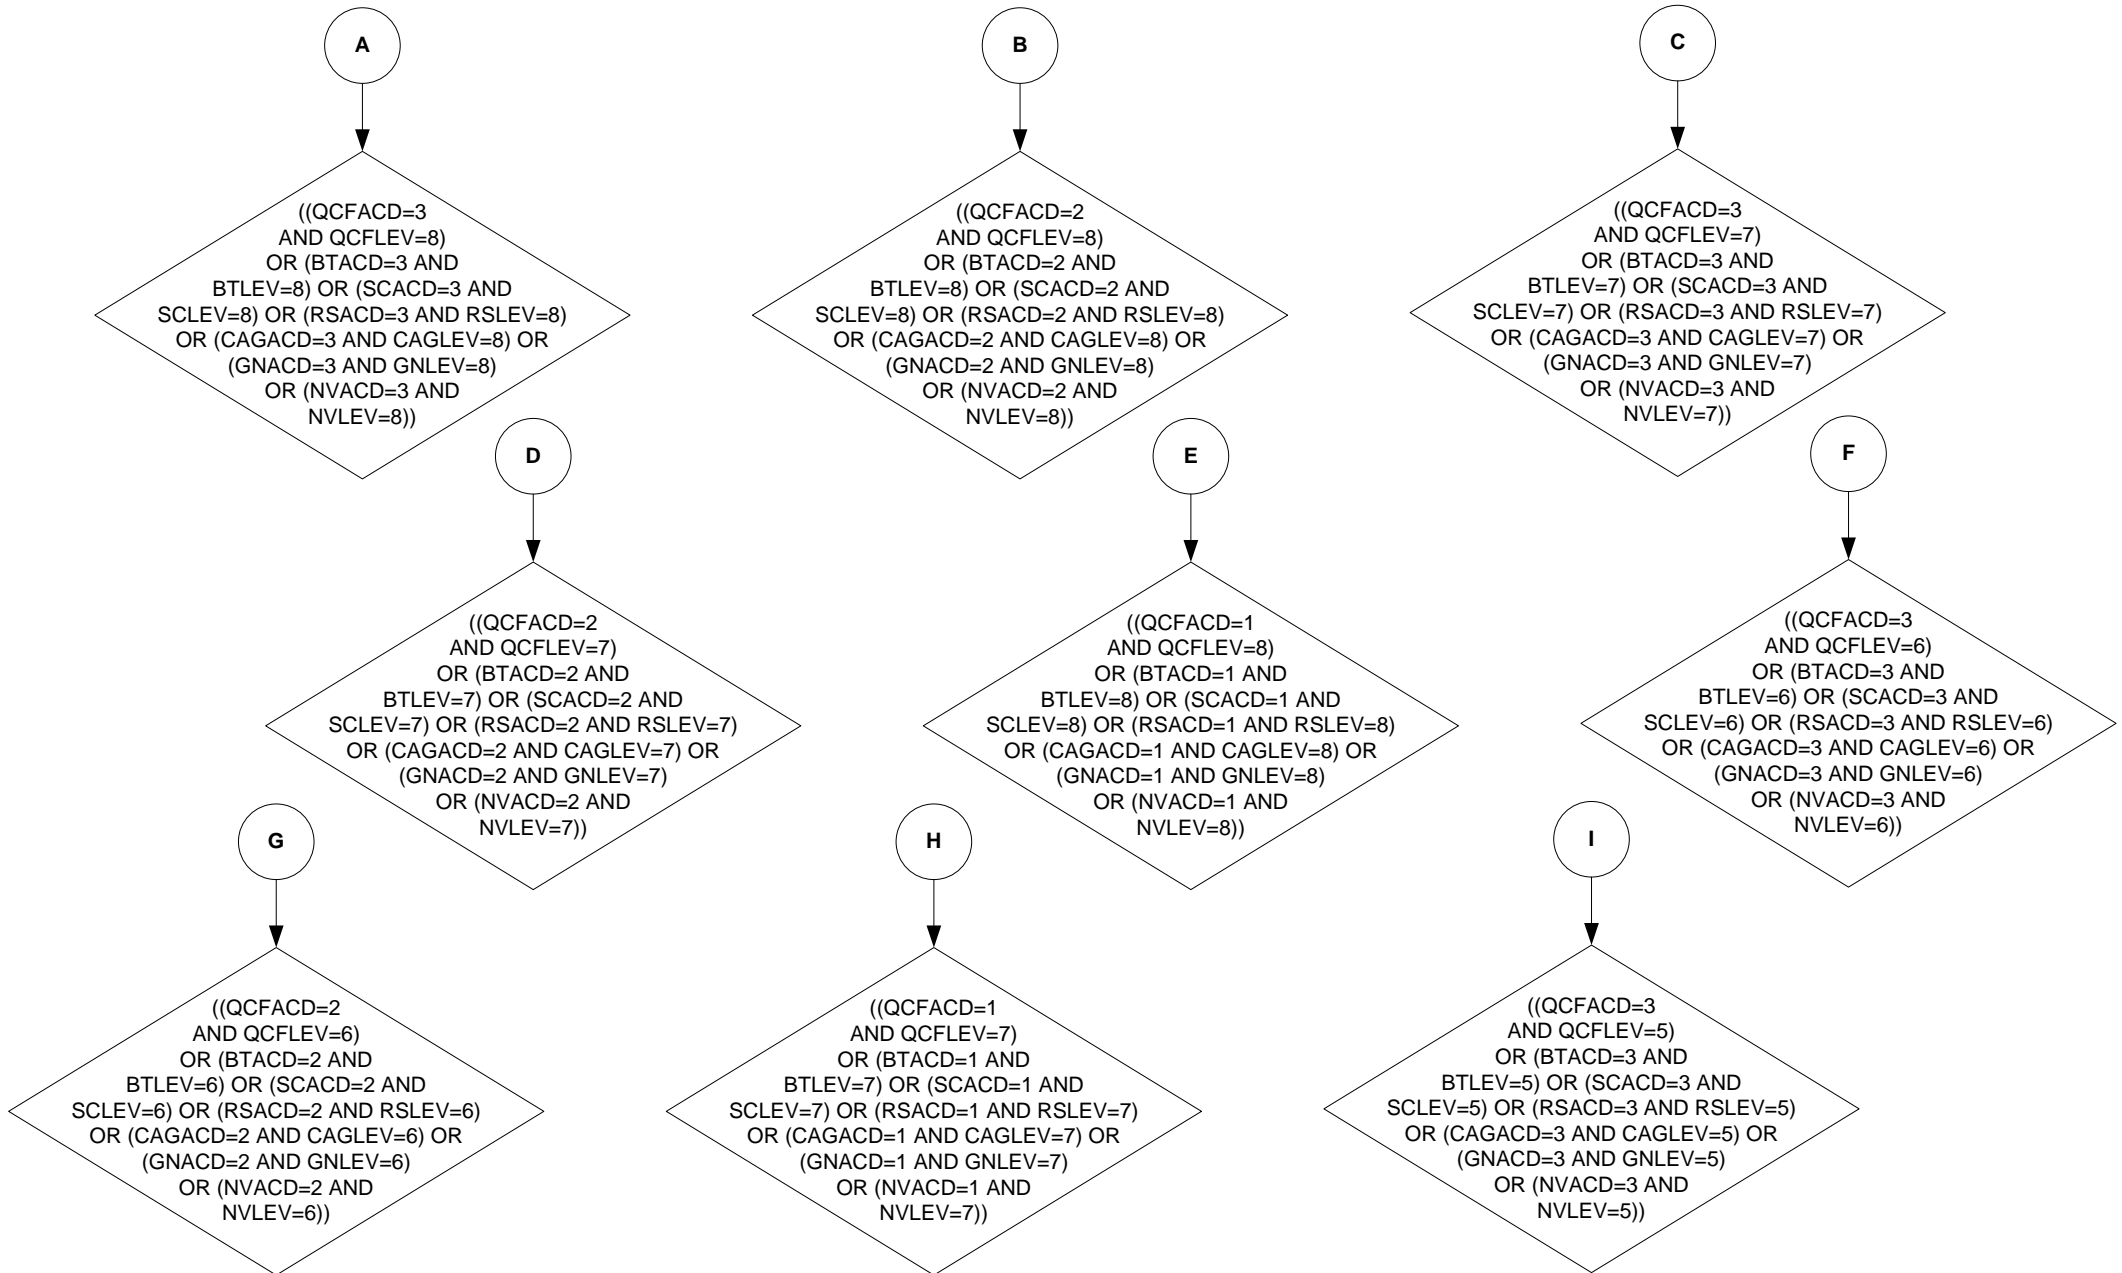 A
((QCFACD=3
AND QCFLEV=8)
OR (BTACD=3 AND
BTLEV=8) OR (SCACD=3 AND
SCLEV=8) OR (RSACD=3 AND RSLEV=8)
OR (CAGACD=3 AND CAGLEV=8) OR
(GNACD=3 AND GNLEV=8)
OR (NVACD=3 AND
NVLEV=8))
B
((QCFACD=2
AND QCFLEV=8)
OR (BTACD=2 AND
BTLEV=8) OR (SCACD=2 AND
SCLEV=8) OR (RSACD=2 AND RSLEV=8)
OR (CAGACD=2 AND CAGLEV=8) OR
(GNACD=2 AND GNLEV=8)
OR (NVACD=2 AND
NVLEV=8))
C
((QCFACD=3
AND QCFLEV=7)
OR (BTACD=3 AND
BTLEV=7) OR (SCACD=3 AND
SCLEV=7) OR (RSACD=3 AND RSLEV=7)
OR (CAGACD=3 AND CAGLEV=7) OR
(GNACD=3 AND GNLEV=7)
OR (NVACD=3 AND
NVLEV=7))
D
((QCFACD=2
AND QCFLEV=7)
OR (BTACD=2 AND
BTLEV=7) OR (SCACD=2 AND
SCLEV=7) OR (RSACD=2 AND RSLEV=7)
OR (CAGACD=2 AND CAGLEV=7) OR
(GNACD=2 AND GNLEV=7)
OR (NVACD=2 AND
NVLEV=7))
E
((QCFACD=1
AND QCFLEV=8)
OR (BTACD=1 AND
BTLEV=8) OR (SCACD=1 AND
SCLEV=8) OR (RSACD=1 AND RSLEV=8)
OR (CAGACD=1 AND CAGLEV=8) OR
(GNACD=1 AND GNLEV=8)
OR (NVACD=1 AND
NVLEV=8))
F
((QCFACD=3
AND QCFLEV=6)
OR (BTACD=3 AND
BTLEV=6) OR (SCACD=3 AND
SCLEV=6) OR (RSACD=3 AND RSLEV=6)
OR (CAGACD=3 AND CAGLEV=6) OR
(GNACD=3 AND GNLEV=6)
OR (NVACD=3 AND
NVLEV=6))
G
((QCFACD=2
AND QCFLEV=6)
OR (BTACD=2 AND
BTLEV=6) OR (SCACD=2 AND
SCLEV=6) OR (RSACD=2 AND RSLEV=6)
OR (CAGACD=2 AND CAGLEV=6) OR
(GNACD=2 AND GNLEV=6)
OR (NVACD=2 AND
NVLEV=6))
H
((QCFACD=1
AND QCFLEV=7)
OR (BTACD=1 AND
BTLEV=7) OR (SCACD=1 AND
SCLEV=7) OR (RSACD=1 AND RSLEV=7)
OR (CAGACD=1 AND CAGLEV=7) OR
(GNACD=1 AND GNLEV=7)
OR (NVACD=1 AND
NVLEV=7))
I
((QCFACD=3
AND QCFLEV=5)
OR (BTACD=3 AND
BTLEV=5) OR (SCACD=3 AND
SCLEV=5) OR (RSACD=3 AND RSLEV=5)
OR (CAGACD=3 AND CAGLEV=5) OR
(GNACD=3 AND GNLEV=5)
OR (NVACD=3 AND
NVLEV=5))